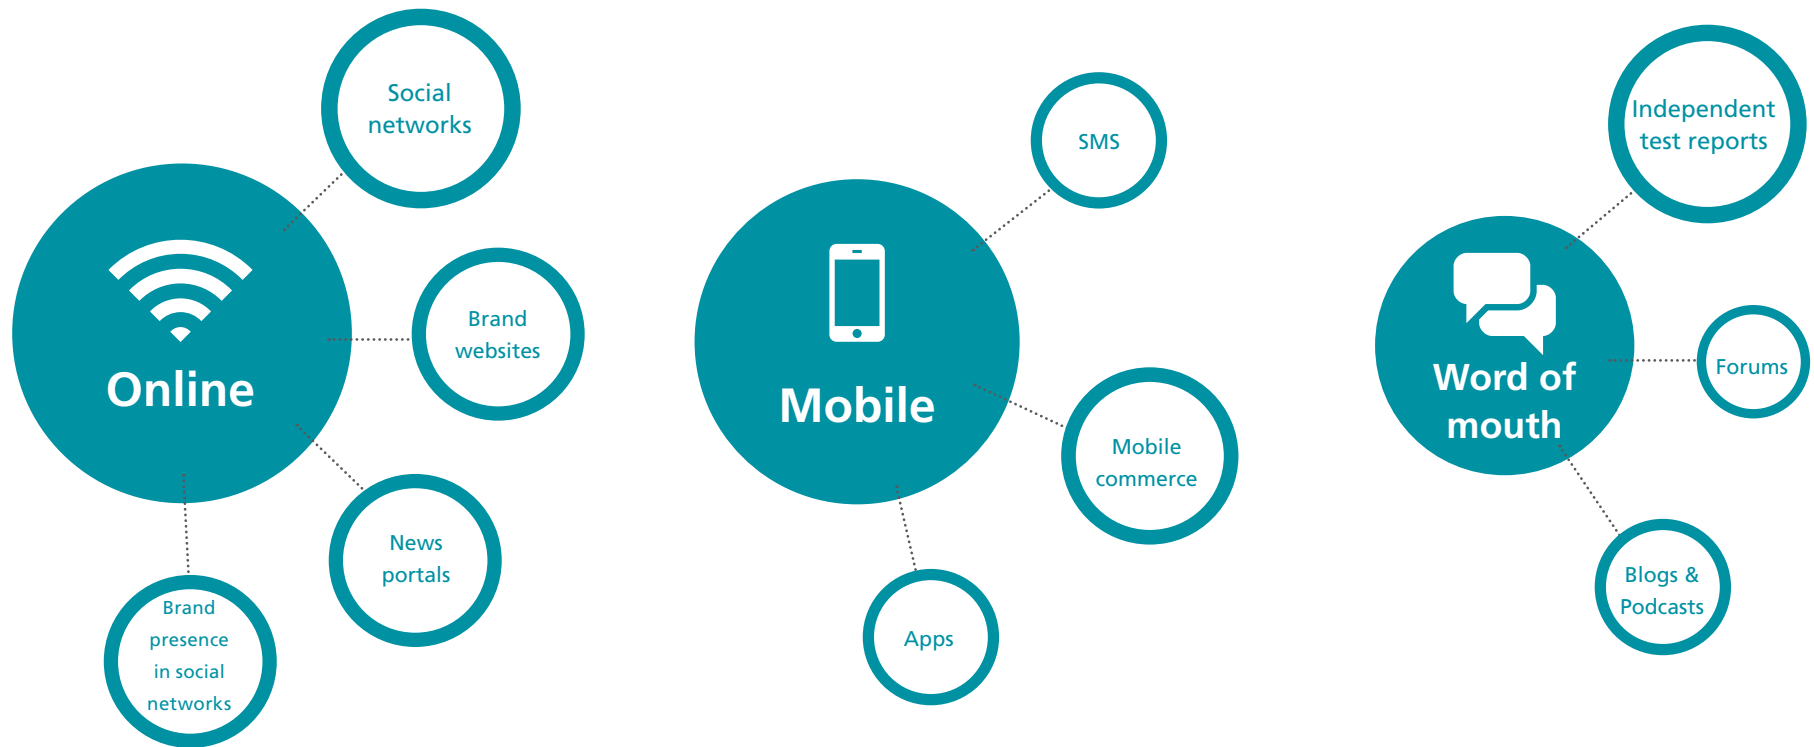 Online
Social
networks
Brand
websites
News
portals
Brand
presence
in social
networks
Mobile
SMS
Mobile
commerce
Apps
Word of
mouth
Independent
test reports
Forums
Blogs &
Podcasts